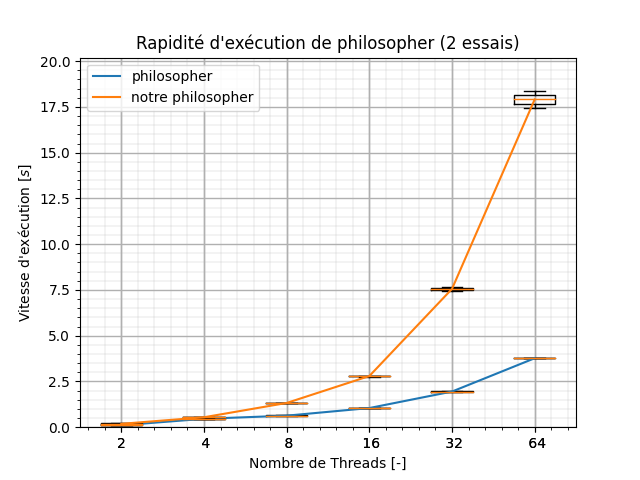 Rapidité d'exécution de philosopher (2 essais)
philosopher
notre philosopher
20.0
17.5
15.0
12.5
10.0
7.5
5.0
2.5
0.0
Vitesse d'exécution [s]
2 4 8 16 32 64
Nombre de Threads [-]